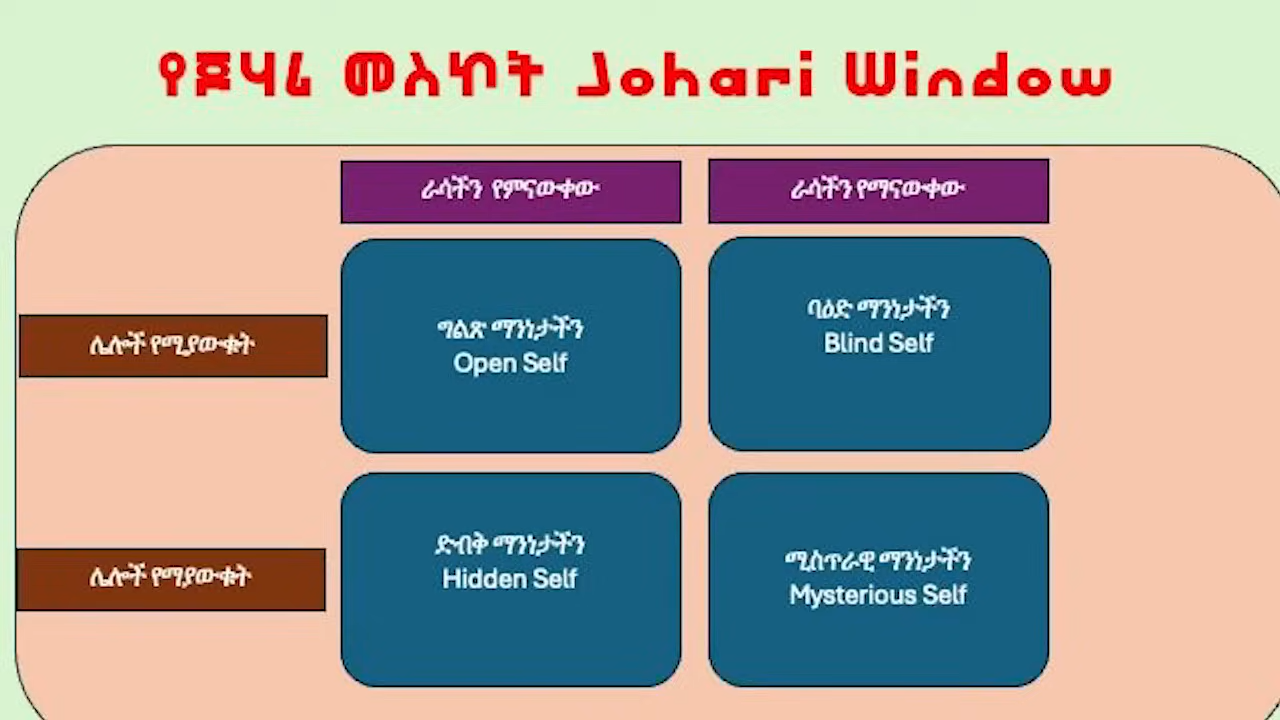 የጆሃሪ መስኮት Johari Window
ራሳችን የምናውቀው
ራሳችን የማናውቀው
ሌሎች የሚያውቁት
ግልጽ ማንነታችን
Open Self
ባዕድ ማንነታችን
Blind Self
ሌሎች የማያውቁት
ድብቅ ማንነታችን
Hidden Self
ሚስጥራዊ ማንነታችን
Mysterious Self